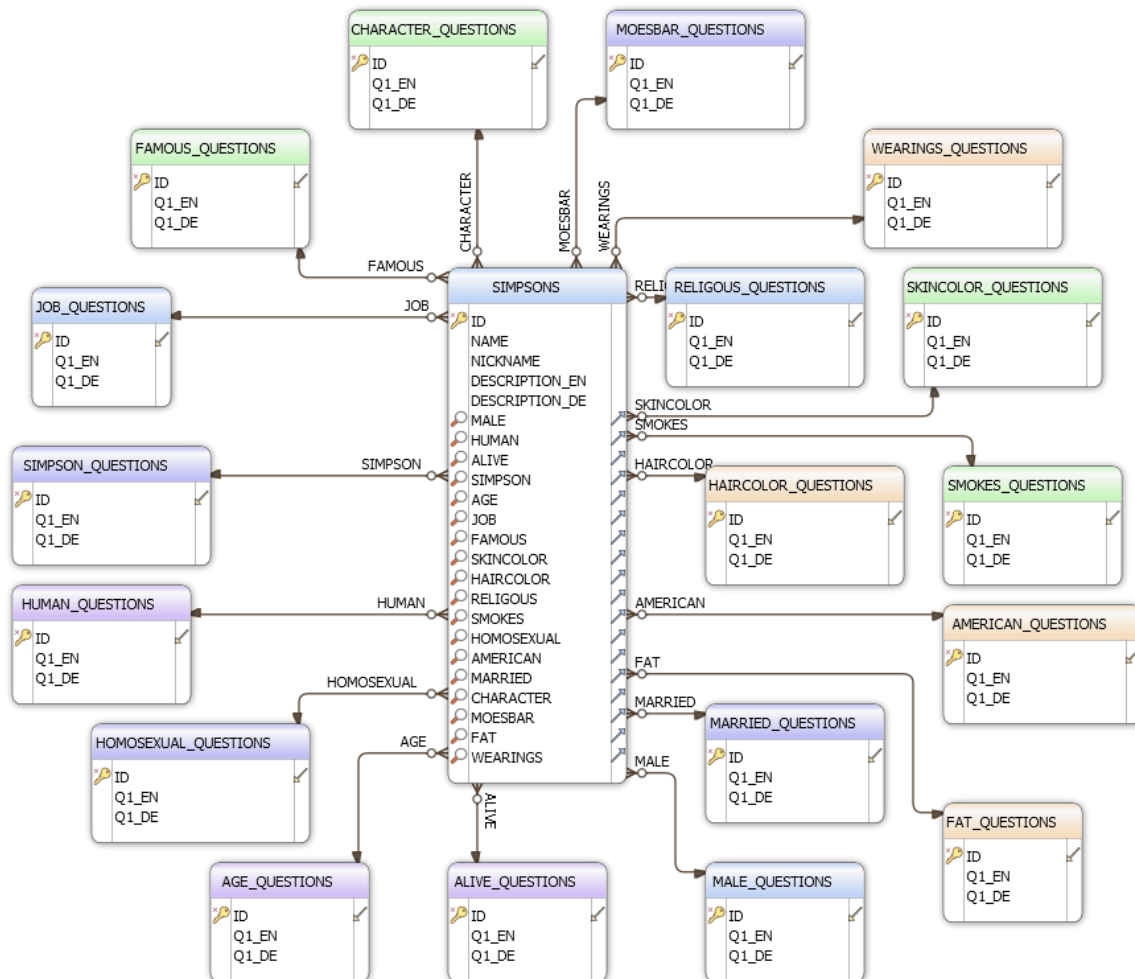 CHARACTER_QUESTIONS
ID
Q1_EN
Q1_DE
MOESBAR_QUESTIONS
ID
Q1_EN
Q1_DE
FAMOUS_QUESTIONS
ID
Q1_EN
Q1_DE
WEARINGS_QUESTIONS
ID
Q1_EN
Q1_DE
CHARACTER
MOESBAR
WEARINGS
FAMOUS
JOB
JOB_QUESTIONS
ID
Q1_EN
Q1_DE
SIMPSONS
ID
NAME
NICKNAME
DESCRIPTION_EN
DESCRIPTION_DE
MALE
HUMAN
ALIVE
SIMPSON
AGE
JOB
FAMOUS
SKINCOLOR
HAIRCOLOR
RELIGOUS
SMOKES
HOMOSEXUAL
AMERICAN
MARRIED
CHARACTER
MOESBAR
FAT
WEARINGS
RELIG
RELIGOUS_QUESTIONS
ID
Q1_EN
Q1_DE
SKINCOLOR_QUESTIONS
ID
Q1_EN
Q1_DE
SKINCOLOR
SMOKES
HAIRCOLOR
SIMPSON
SIMPSON_QUESTIONS
ID
Q1_EN
Q1_DE
HAIRCOLOR_QUESTIONS
ID
Q1_EN
Q1_DE
SMOKES_QUESTIONS
ID
Q1_EN
Q1_DE
HUMAN
HUMAN_QUESTIONS
ID
Q1_EN
Q1_DE
AMERICAN
AMERICAN_QUESTIONS
ID
Q1_EN
Q1_DE
FAT
HOMOSEXUAL
MARRIED
HOMOSEXUAL_QUESTIONS
ID
Q1_EN
Q1_DE
MARRIED_QUESTIONS
ID
Q1_EN
Q1_DE
AGE
MALE
ALIVE
FAT_QUESTIONS
ID
Q1_EN
Q1_DE
AGE_QUESTIONS
ID
Q1_EN
Q1_DE
ALIVE_QUESTIONS
ID
Q1_EN
Q1_DE
MALE_QUESTIONS
ID
Q1_EN
Q1_DE